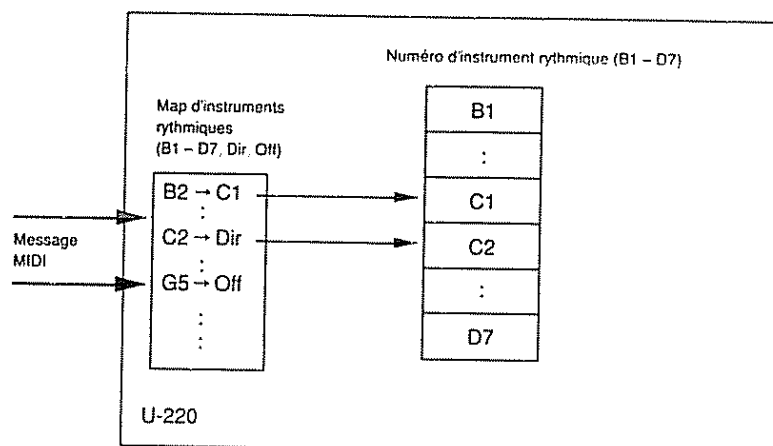 Numéro d'instrument rythmique (B1 – D7)
Map d'instruments
rythmiques
(B1 – D7, Dir, Off)
B2 → C1
:
C2 → Dir
:
G5 → Off
:
:
Message
MIDI
B1
:
C1
C2
:
D7
U-220